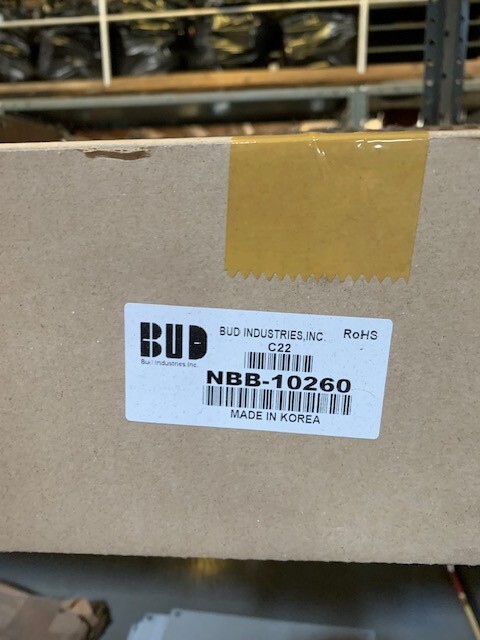 BUD
Bud Industries, Inc.
BUD INDUSTRIES,INC.
RoHS
C22
NBB-10260
MADE IN KOREA